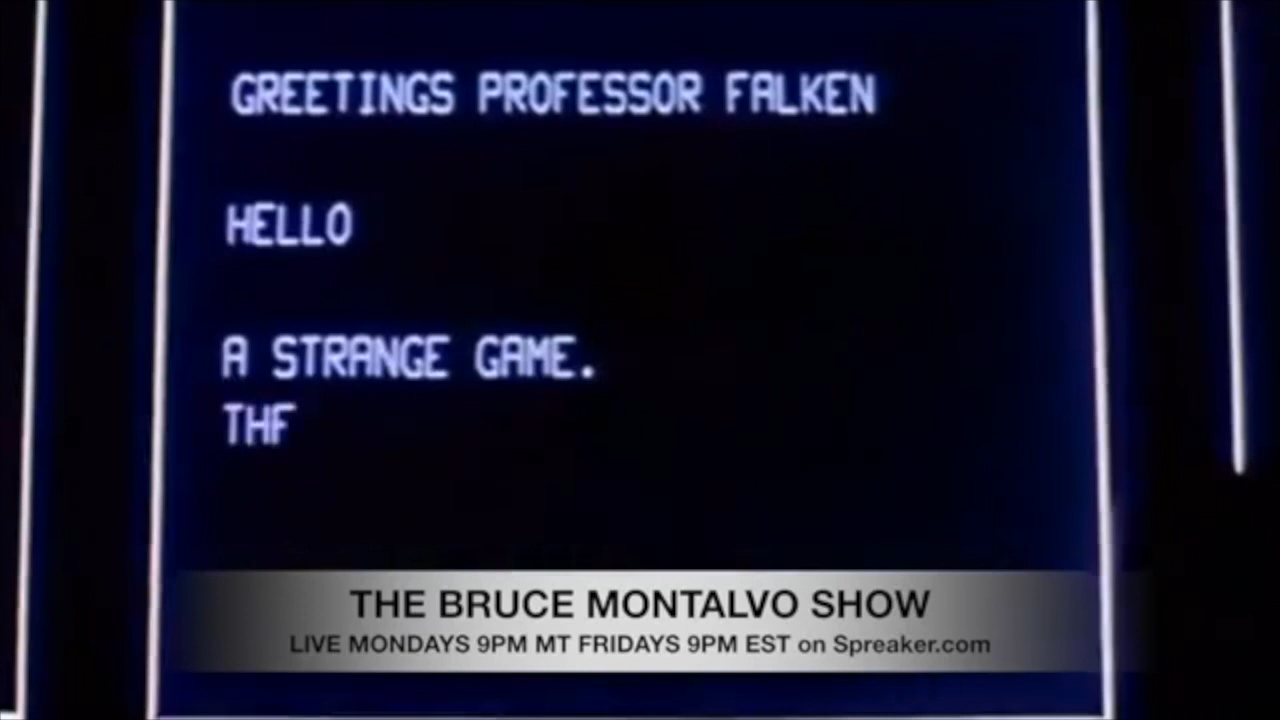 GREETINGS PROFESSOR FALKEN
HELLO
A STRANGE GAME.
THF
THE BRUCE MONTALVO SHOW
LIVE MONDAYS 9PM MT FRIDAYS 9PM EST on Spreaker.com